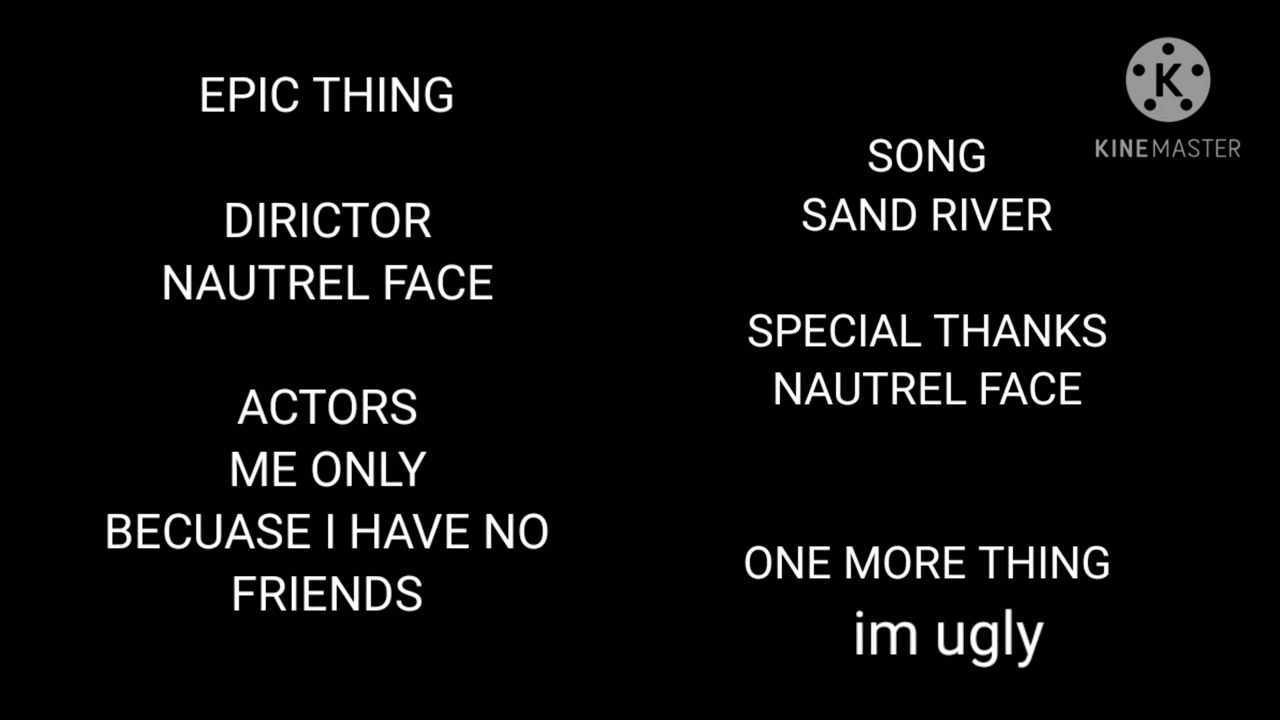 EPIC THING
DIRICTOR
NAUTREL FACE
ACTORS
ME ONLY
BECUASE I HAVE NO
FRIENDS
SONG
SAND RIVER
SPECIAL THANKS
NAUTREL FACE
ONE MORE THING
im ugly
K
KINEMASTER